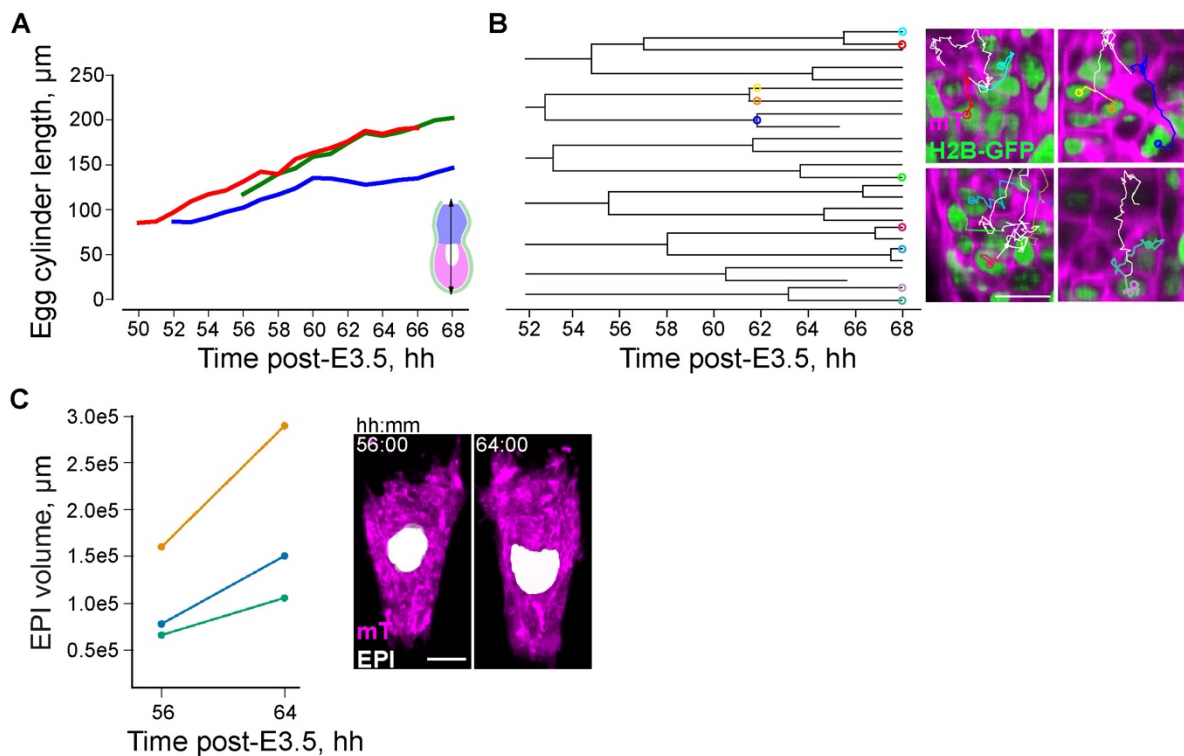 A
Egg cylinder length, µm
250
200
150
100
50
0
50 52 54 56 58 60 62 64 66 68
Time post-E3.5, hh
B
52 54 56 58 60 62 64 66 68
Time post-E3.5, hh
mT
H2B-GFP
C
EPI volume, µm
3.0e5
2.5e5
2.0e5
1.5e5
1.0e5
0.5e5
56 64
Time post-E3.5, hh
hh:mm
56:00 64:00
mT
EPI